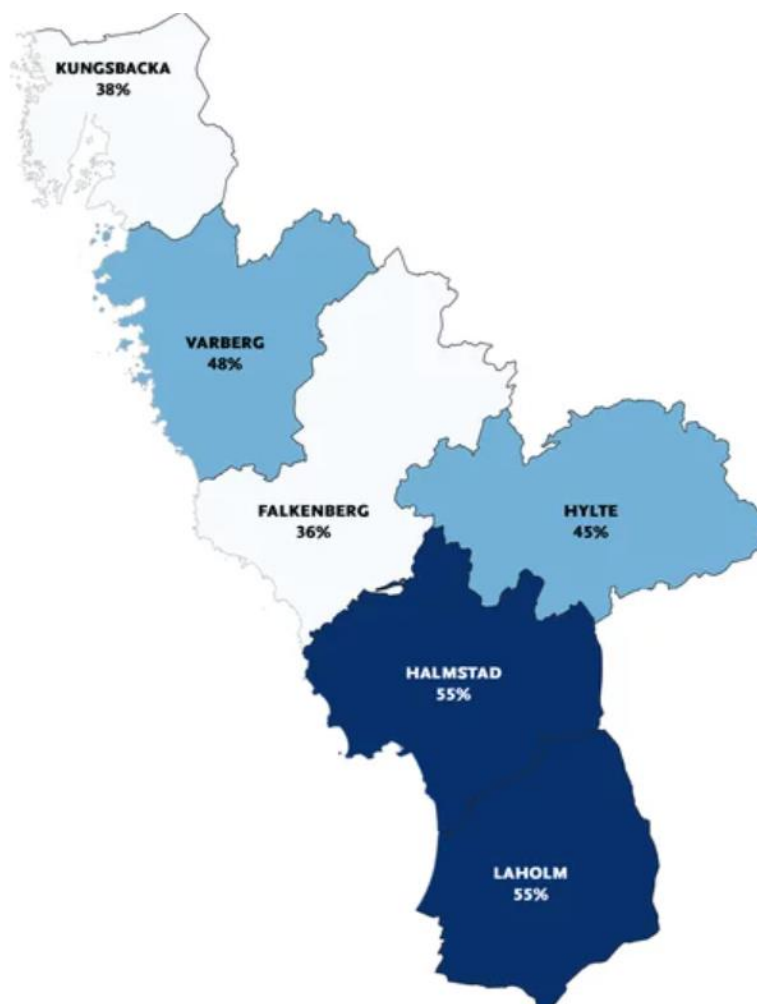 KUNGSBACKA
38%
VARBERG
48%
FALKENBERG
36%
HYLTE
45%
HALMSTAD
55%
LAHOLM
55%